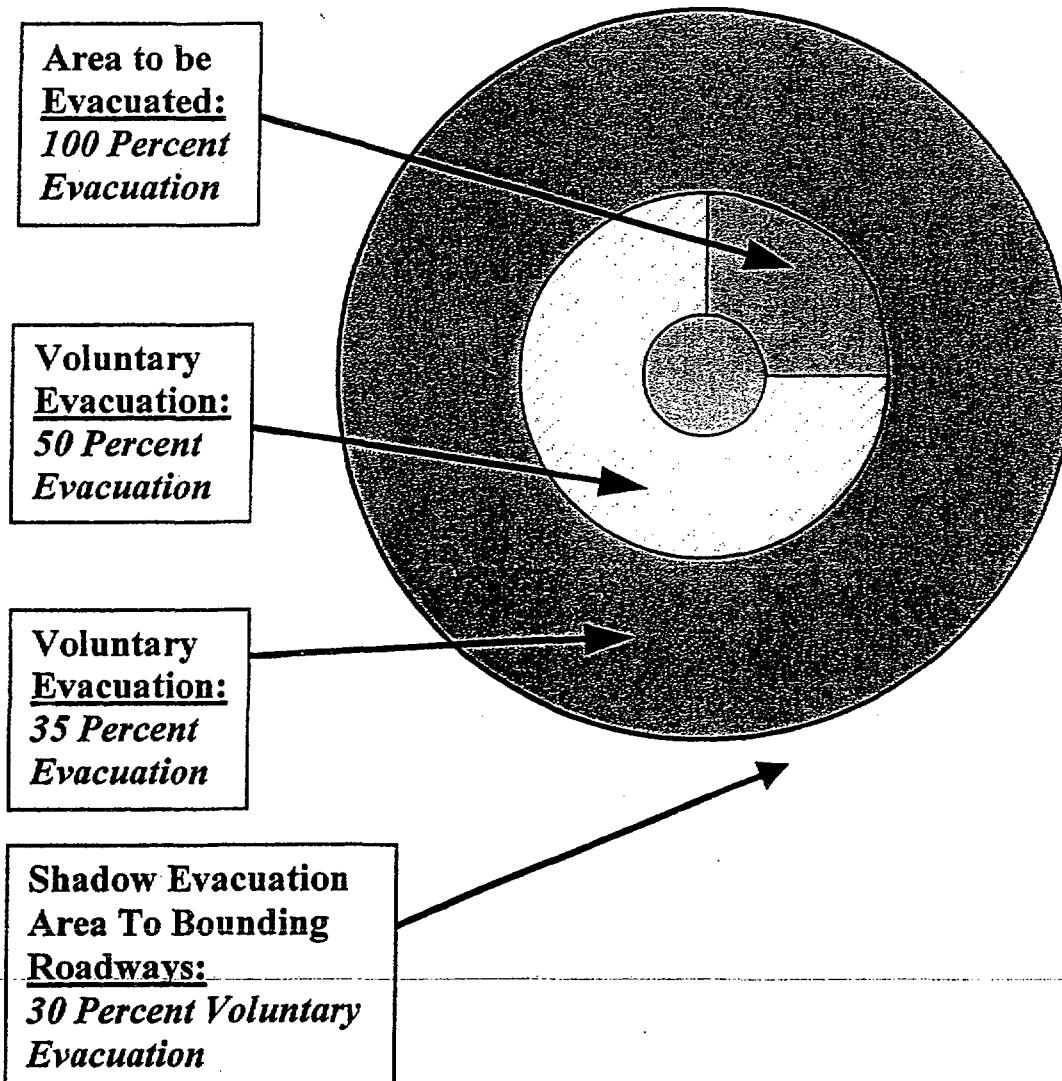 Area to be
Evacuated:
100 Percent
Evacuation
Voluntary
Evacuation:
50 Percent
Evacuation
Voluntary
Evacuation:
35 Percent
Evacuation
Shadow Evacuation
Area To Bounding
Roadways:
30 Percent Voluntary
Evacuation